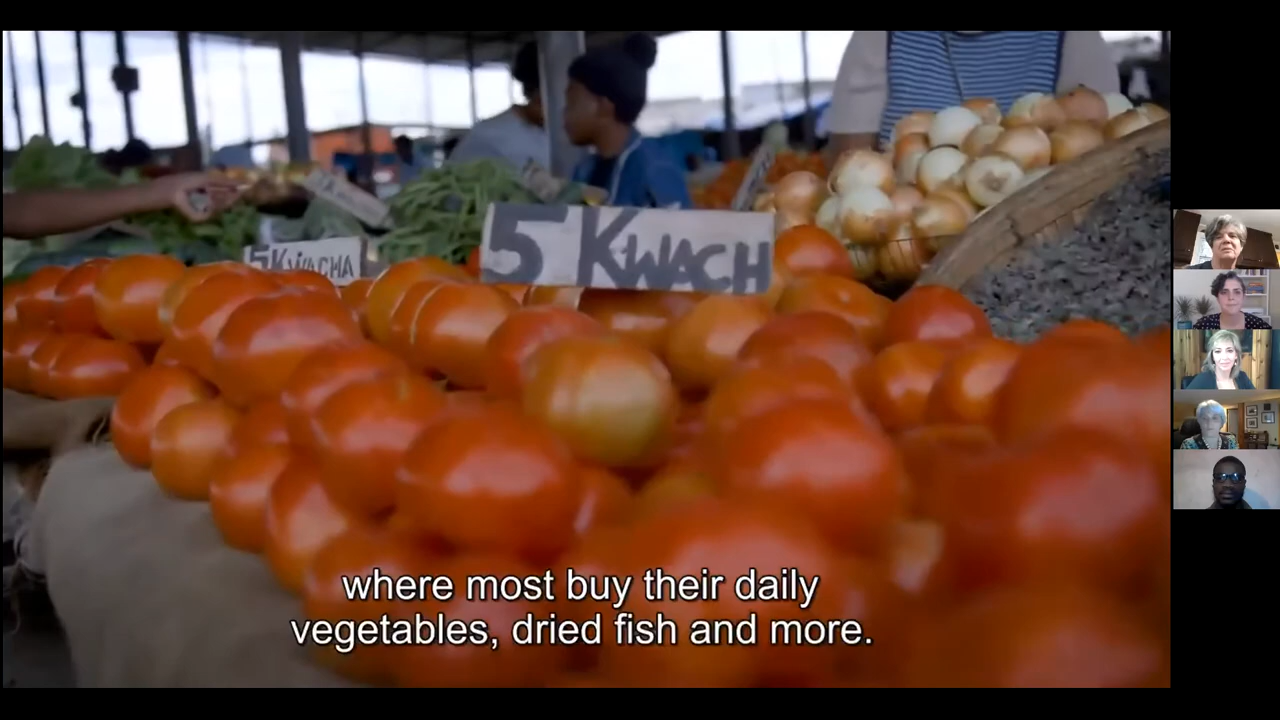 5 KWACH
5 KWACHA
where most buy their daily
vegetables, dried fish and more.